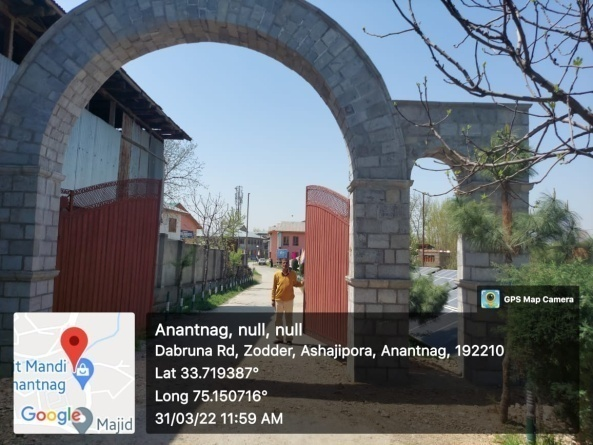 GPS Map Camera
Anantnag, null, null
Dabruna Rd, Zodder, Ashajipora, Anantnag, 192210
Lat 33.719387°
Long 75.150716°
31/03/22 11:59 AM
t Mandi
nantnag
Google
Majid